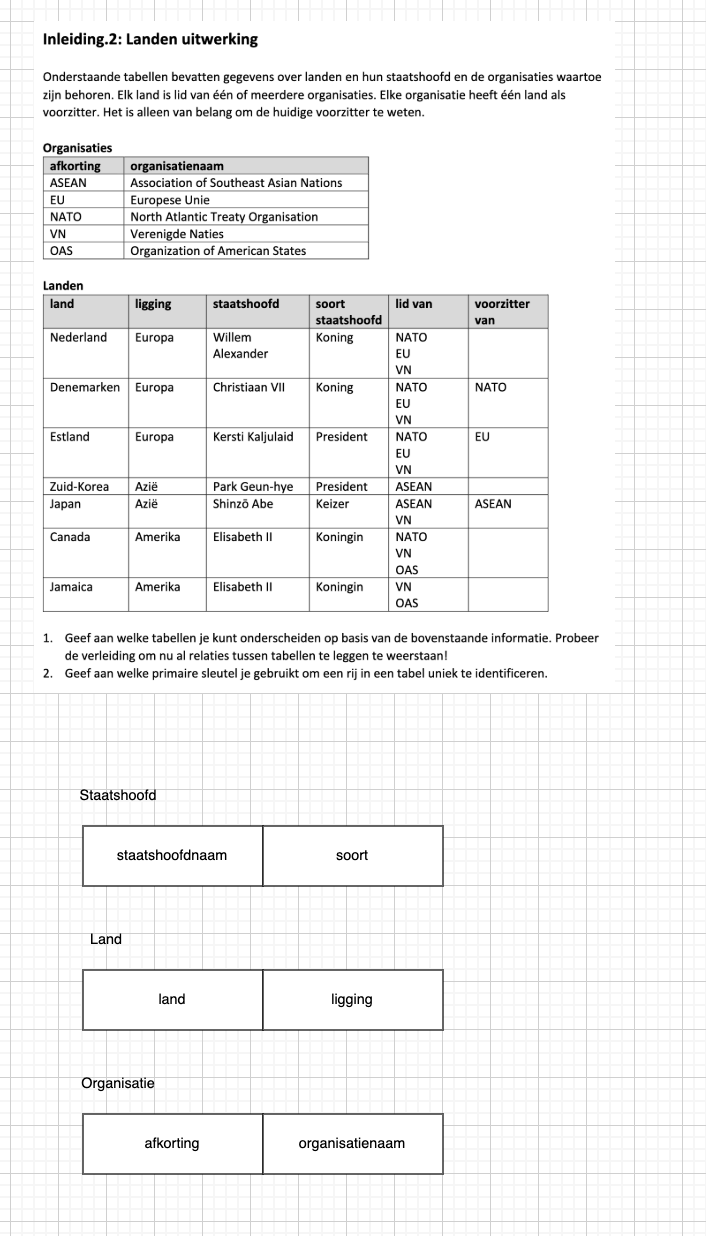 Inleiding.2: Landen uitwerking
Onderstaande tabellen bevatten gegevens over landen en hun staatshoofd en de organisaties waartoe
zijn behoren. Elk land is lid van één of meerdere organisaties. Elke organisatie heeft één land als
voorzitter. Het is alleen van belang om de huidige voorzitter te weten.
Organisaties
afkorting organisatienaam
ASEAN Association of Southeast Asian Nations
EU Europese Unie
NATO North Atlantic Treaty Organisation
VN Verenigde Naties
OAS Organization of American States
Landen
land ligging staatshoofd soort lid van voorzitter
staatshoofd van
Nederland Europa Willem Koning NATO
Alexander EU
VN
Denemarken Europa Christiaan VII Koning NATO NATO
EU
VN
Estland Europa Kersti Kaljulaid President NATO EU
EU
VN
Zuid-Korea Azië Park Geun-hye President ASEAN
Japan Azië Shinzō Abe Keizer ASEAN ASEAN
VN
Canada Amerika Elisabeth II Koningin NATO
VN
OAS
Jamaica Amerika Elisabeth II Koningin VN
OAS
1. Geef aan welke tabellen je kunt onderscheiden op basis van de bovenstaande informatie. Probeer
de verleiding om nu al relaties tussen tabellen te leggen te weerstaan!
2. Geef aan welke primaire sleutel je gebruikt om een rij in een tabel uniek te identificeren.
Staatshoofd
staatshoofdnaam soort
Land
land ligging
Organisatie
afkorting organisatienaam